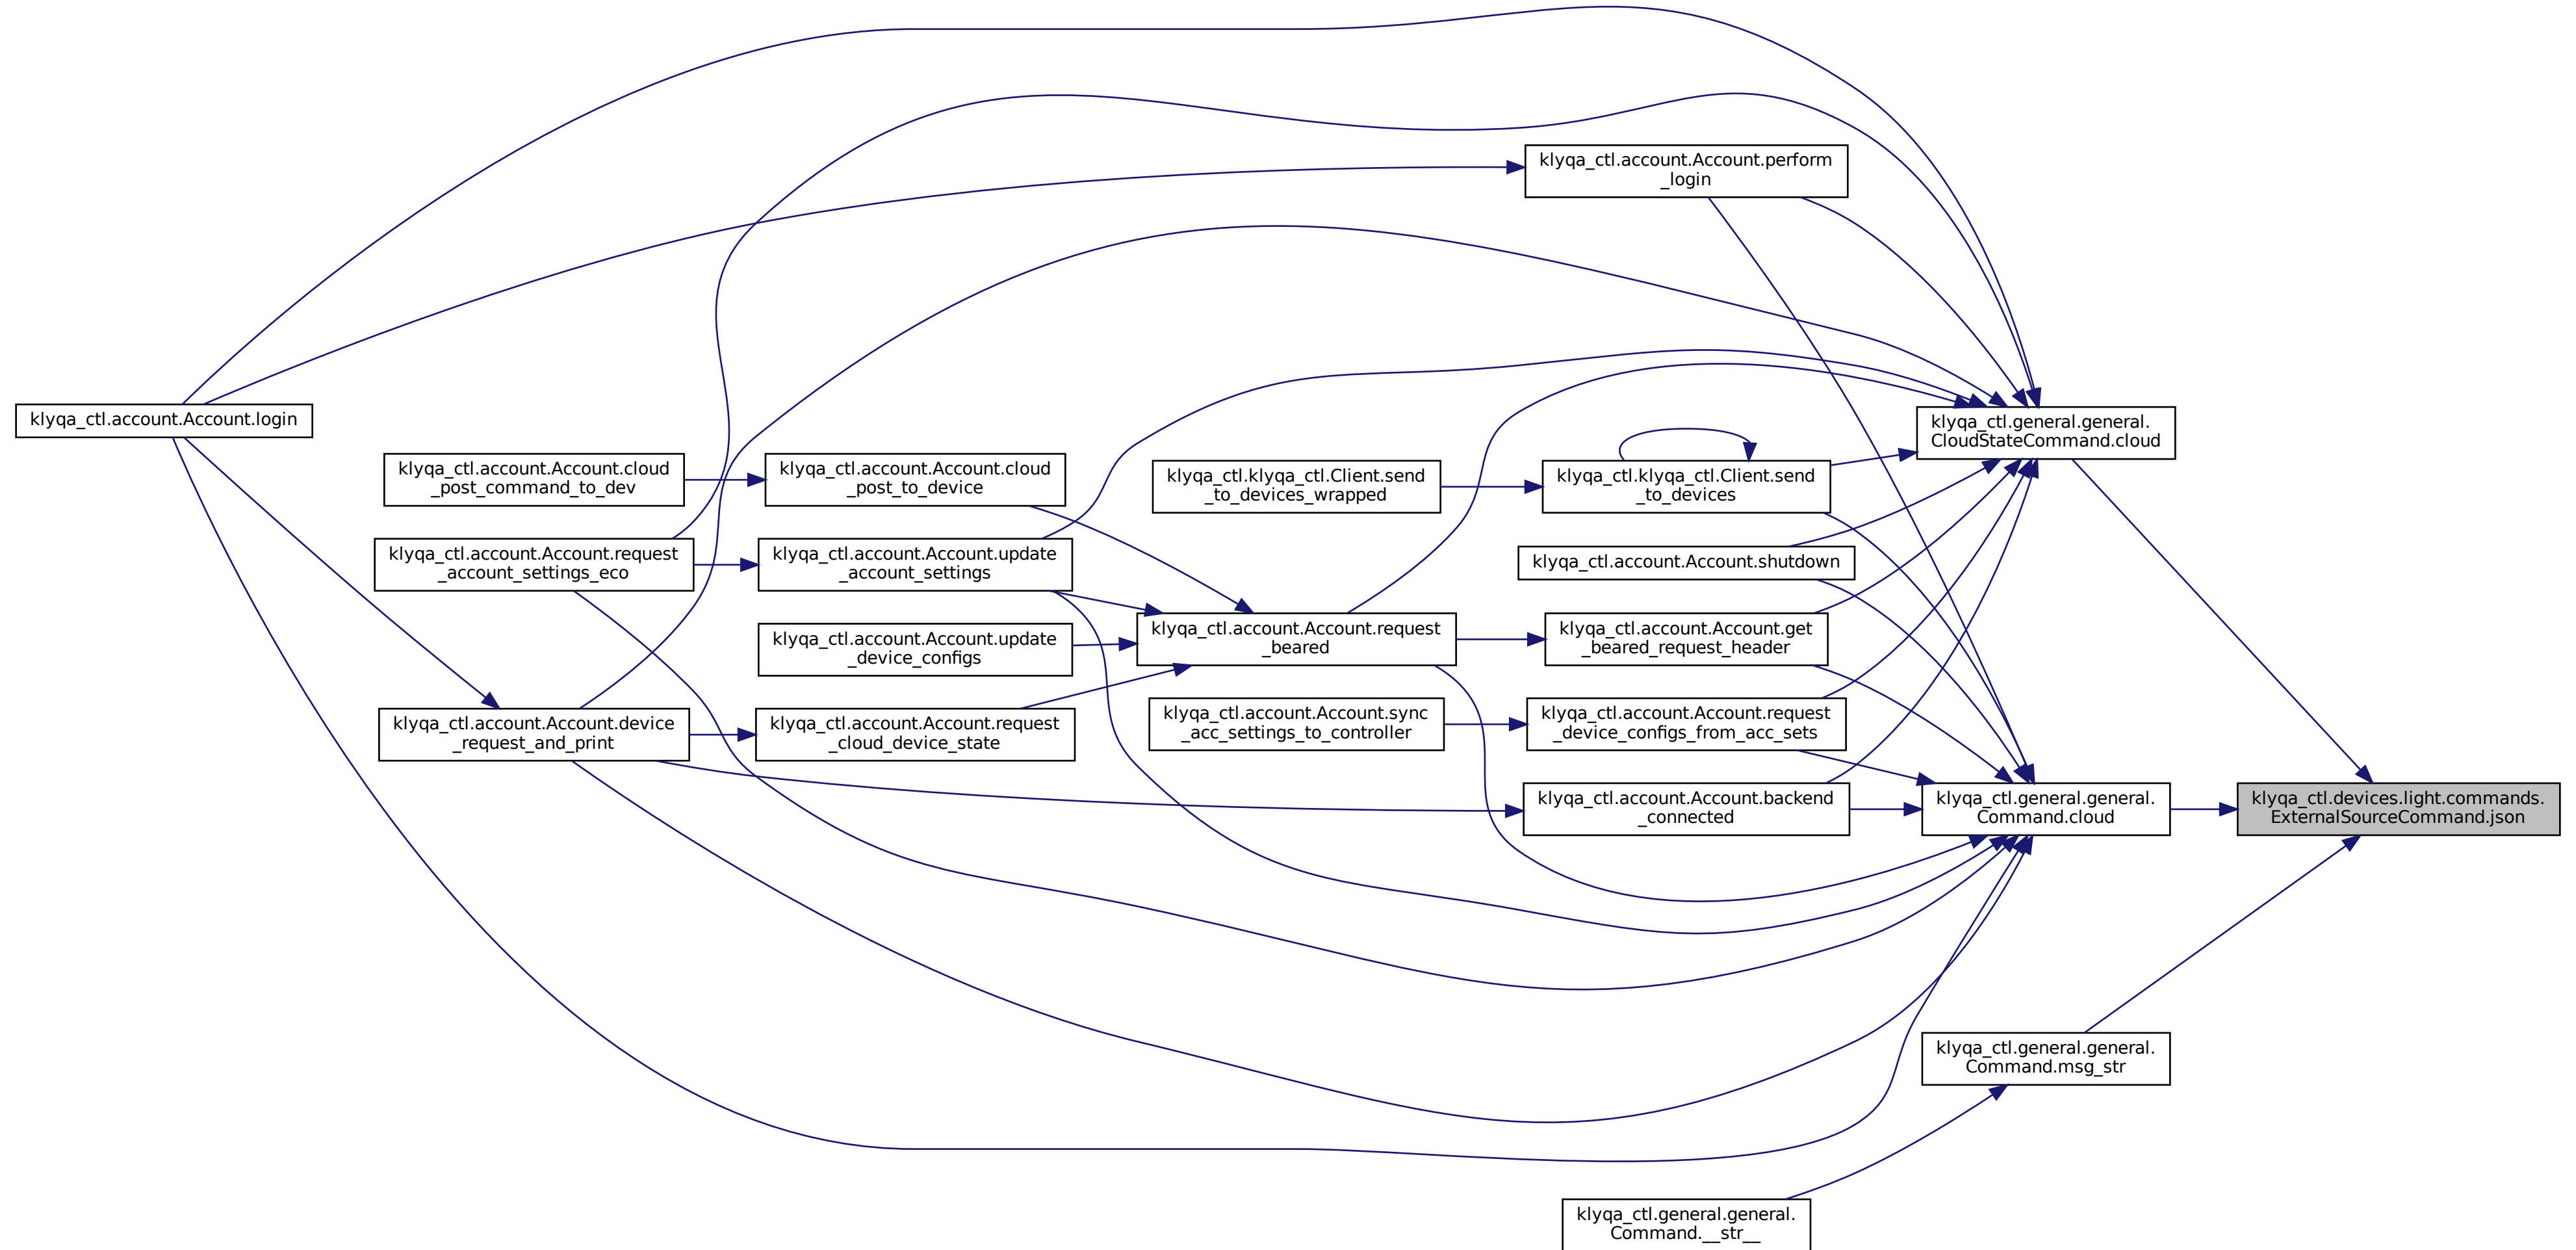 klyqa_ctl.account.Account.perform
_login
klyqa_ctl.account.Account.login
klyqa_ctl.general.general.
CloudStateCommand.cloud
klyqa_ctl.account.Account.cloud
_post_command_to_dev
klyqa_ctl.account.Account.cloud
_post_to_device
klyqa_ctl.klyqa_ctl.Client.send
_to_devices_wrapped
klyqa_ctl.klyqa_ctl.Client.send
_to_devices
klyqa_ctl.account.Account.request
_account_settings_eco
klyqa_ctl.account.Account.update
_account_settings
klyqa_ctl.account.Account.shutdown
klyqa_ctl.account.Account.update
_device_configs
klyqa_ctl.account.Account.request
_beared
klyqa_ctl.account.Account.get
_beared_request_header
klyqa_ctl.account.Account.device
_request_and_print
klyqa_ctl.account.Account.request
_cloud_device_state
klyqa_ctl.account.Account.sync
_acc_settings_to_controller
klyqa_ctl.account.Account.request
_device_configs_from_acc_sets
klyqa_ctl.account.Account.backend
_connected
klyqa_ctl.general.general.
Command.cloud
klyqa_ctl.devices.light.commands.
ExternalSourceCommand.json
klyqa_ctl.general.general.
Command.msg_str
klyqa_ctl.general.general.
Command.__str__